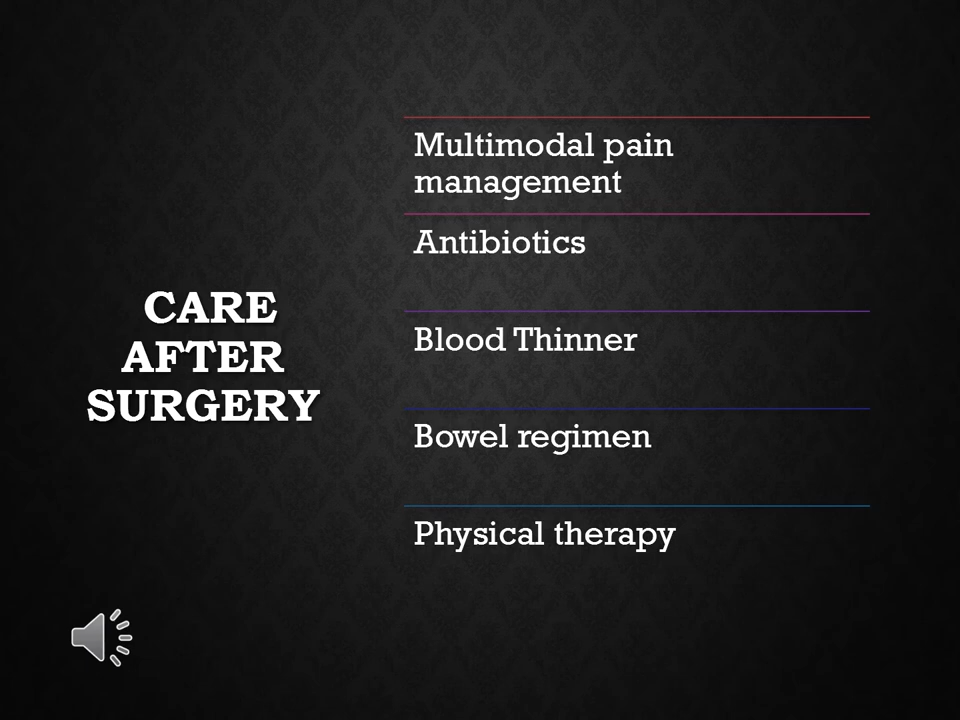 CARE
AFTER
SURGERY
Multimodal pain
management
Antibiotics
Blood Thinner
Bowel regimen
Physical therapy